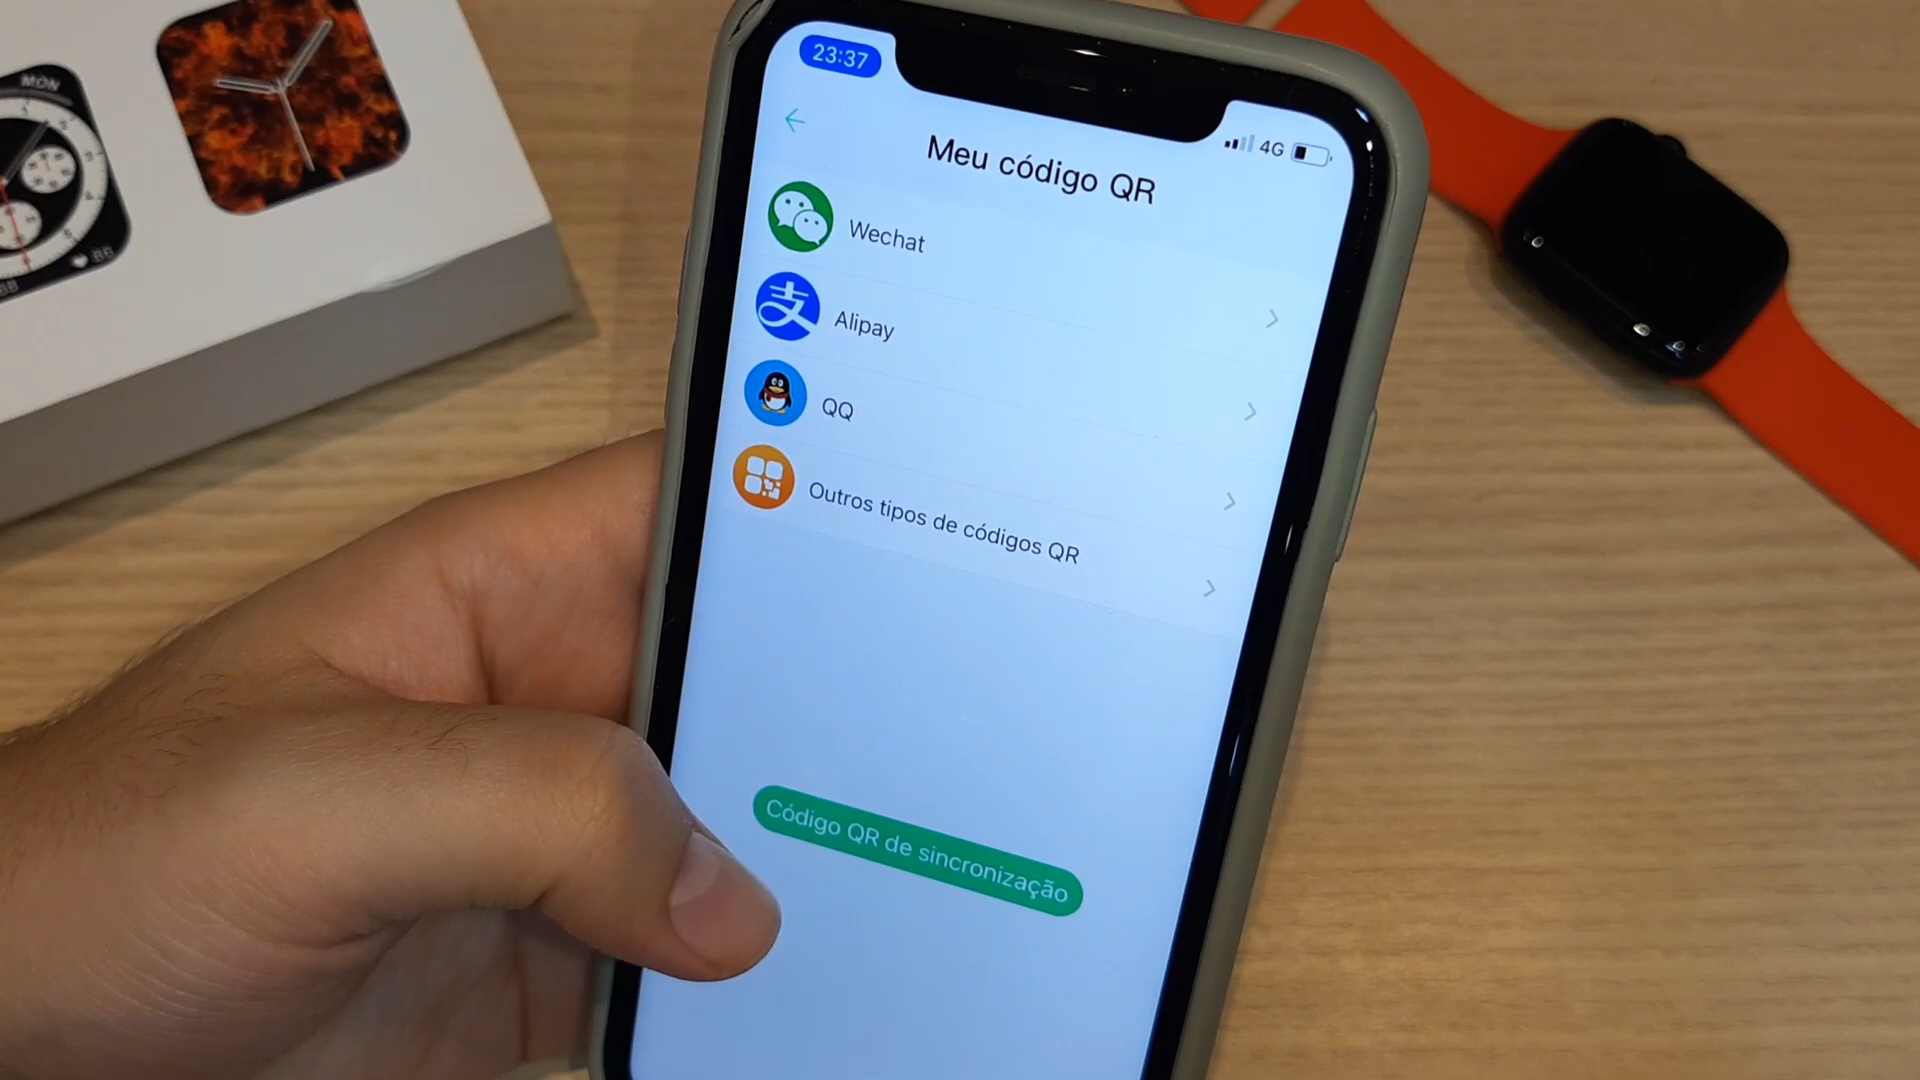 MON
23:37
4G
Meu código QR
Wechat
支
Alipay
QQ
Outros tipos de códigos QR
Código QR de sincronização